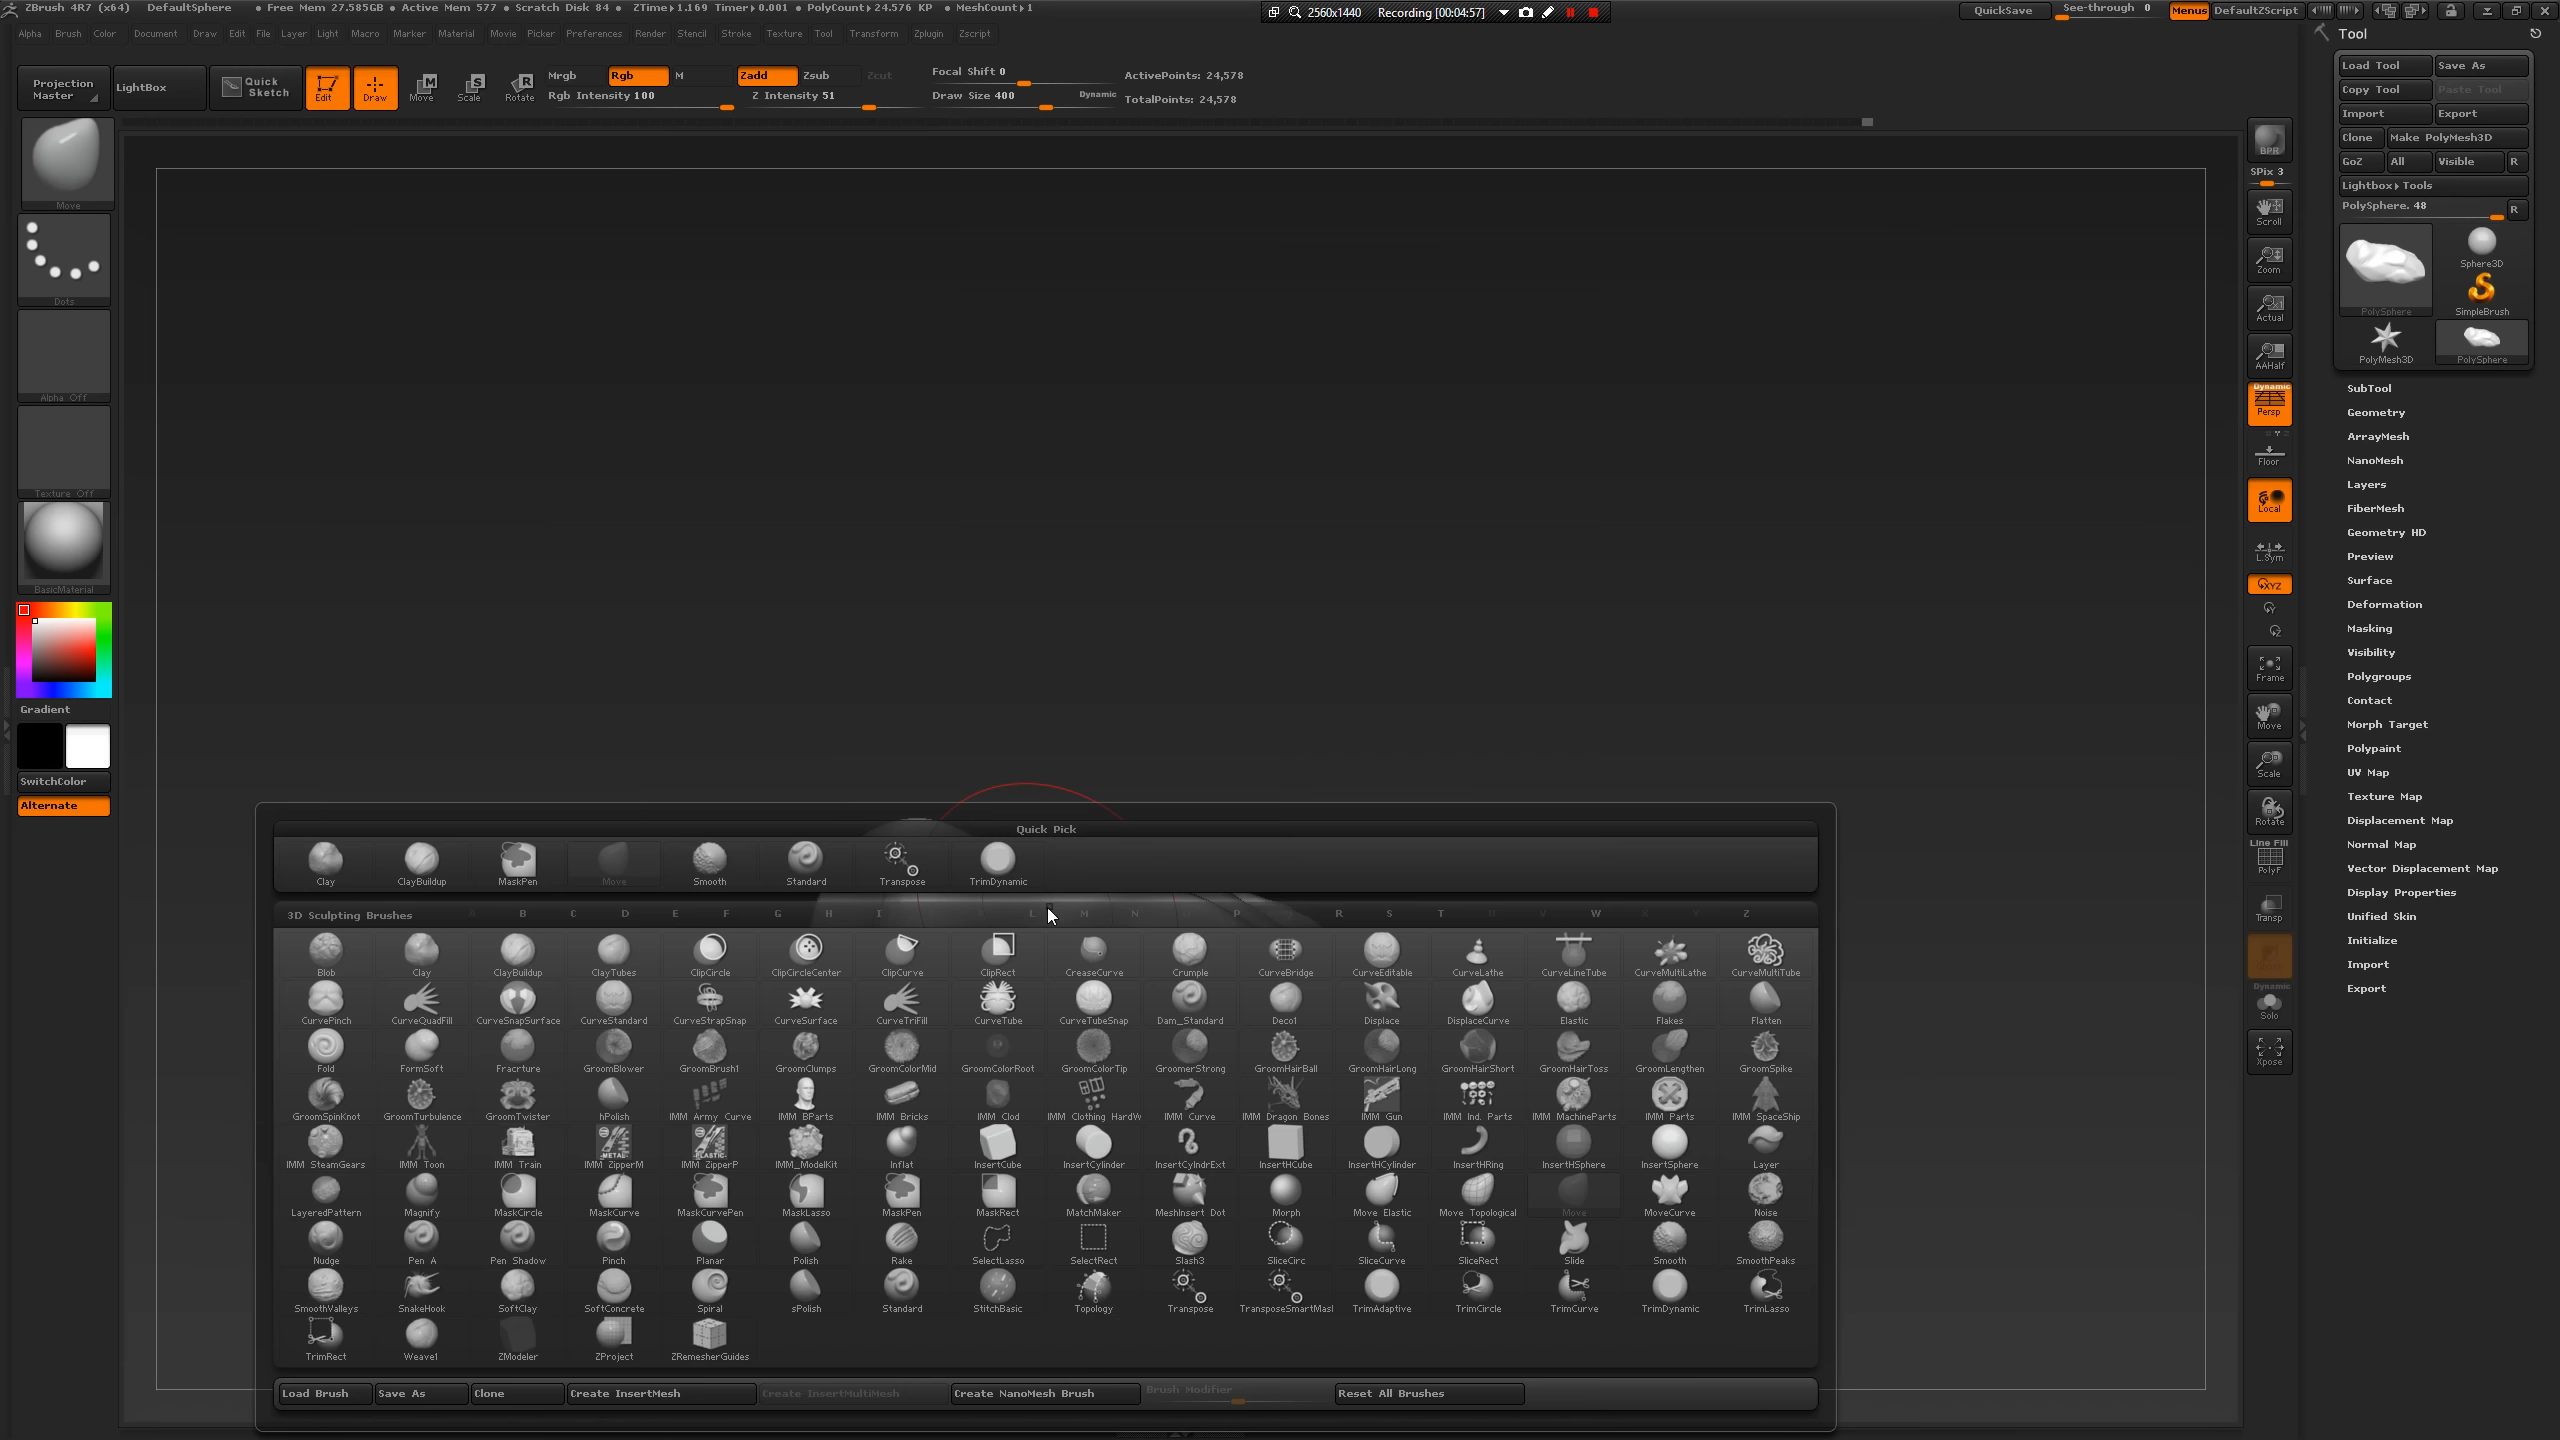 ZBrush 4R7 (x64) DefaultSphere • Free Mem 27.585GB • Active Mem 577 • Scratch Disk 84 • ZTime▸1.169 Timer▸0.001 • PolyCount▸24.576 KP • MeshCount▸1
2560x1440 Recording [00:04:57]
QuickSave See-through 0 Menus DefaultZScript
Alpha Brush Color Document Draw Edit File Layer Light Macro Marker Material Movie Picker Preferences Render Stencil Stroke Texture Tool Transform Zplugin Zscript
Projection Master LightBox Quick Sketch Edit Draw Move Scale Rotate
Mrgb Rgb M Zadd Zsub Zcut
Rgb Intensity 100 Z Intensity 51
Focal Shift 0
Draw Size 400 Dynamic
ActivePoints: 24,578
TotalPoints: 24,578
Move
Dots
Alpha Off
Texture Off
BasicMaterial
Gradient
SwitchColor
Alternate
Quick Pick
Clay ClayBuildup MaskPen Move Smooth Standard Transpose TrimDynamic
3D Sculpting Brushes A B C D E F G H I L M N O P R S T U V W X Y Z
Blob Clay ClayBuildup ClayTubes ClipCircle ClipCircleCenter ClipCurve ClipRect CreaseCurve Crumple CurveBridge CurveEditable CurveLathe CurveLineTube CurveMultiLathe CurveMultiTube
CurvePinch CurveQuadFill CurveSnapSurface CurveStandard CurveStrapSnap CurveSurface CurveTriFill CurveTube CurveTubeSnap Dam_Standard Deco1 Displace DisplaceCurve Elastic Flakes Flatten
Fold FormSoft Fracrture GroomBlower GroomBrush1 GroomClumps GroomColorMid GroomColorRoot GroomColorTip GroomerStrong GroomHairBall GroomHairLong GroomHairShort GroomHairToss GroomLengthen GroomSpike
GroomSpinKnot GroomTurbulence GroomTwister hPolish IMM Army Curve IMM BParts IMM Bricks IMM Clod IMM Clothing HardW IMM Curve IMM Dragon Bones IMM Gun IMM Ind. Parts IMM MachineParts IMM Parts IMM SpaceShip
IMM SteamGears IMM Toon IMM Train IMM ZipperM IMM ZipperP IMM_ModelKit Inflat InsertCube InsertCylinder InsertCylndrExt InsertHCube InsertHCylinder InsertHRing InsertHSphere InsertSphere Layer
LayeredPattern Magnify MaskCircle MaskCurve MaskCurvePen MaskLasso MaskPen MaskRect MatchMaker MeshInsert Dot Morph Move Elastic Move Topological Move MoveCurve Noise
Nudge Pen A Pen Shadow Pinch Planar Polish Rake SelectLasso SelectRect Slash3 SliceCirc SliceCurve SliceRect Slide Smooth SmoothPeaks
SmoothValleys SnakeHook SoftClay SoftConcrete Spiral sPolish Standard StitchBasic Topology Transpose TransposeSmartMask TrimAdaptive TrimCircle TrimCurve TrimDynamic TrimLasso
TrimRect Weave1 ZModeler ZProject ZRemesherGuides
Load Brush Save As Clone Create InsertMesh Create InsertMultiMesh Create NanoMesh Brush Brush Modifier Reset All Brushes
BPR
SPix 3
Scroll
Zoom
Actual
AAHalf
Dynamic
Persp
Floor
Local
L.Sym
XYZ
Y
Z
Frame
Move
Scale
Rotate
Line Fill
PolyF
Transp
Dynamic
Solo
Xpose
Tool
Load Tool Save As
Copy Tool Paste Tool
Import Export
Clone Make PolyMesh3D
GoZ All Visible R
Lightbox▸Tools
PolySphere. 48 R
PolySphere Sphere3D
SimpleBrush
PolyMesh3D PolySphere
SubTool
Geometry
ArrayMesh
NanoMesh
Layers
FiberMesh
Geometry HD
Preview
Surface
Deformation
Masking
Visibility
Polygroups
Contact
Morph Target
Polypaint
UV Map
Texture Map
Displacement Map
Normal Map
Vector Displacement Map
Display Properties
Unified Skin
Initialize
Import
Export